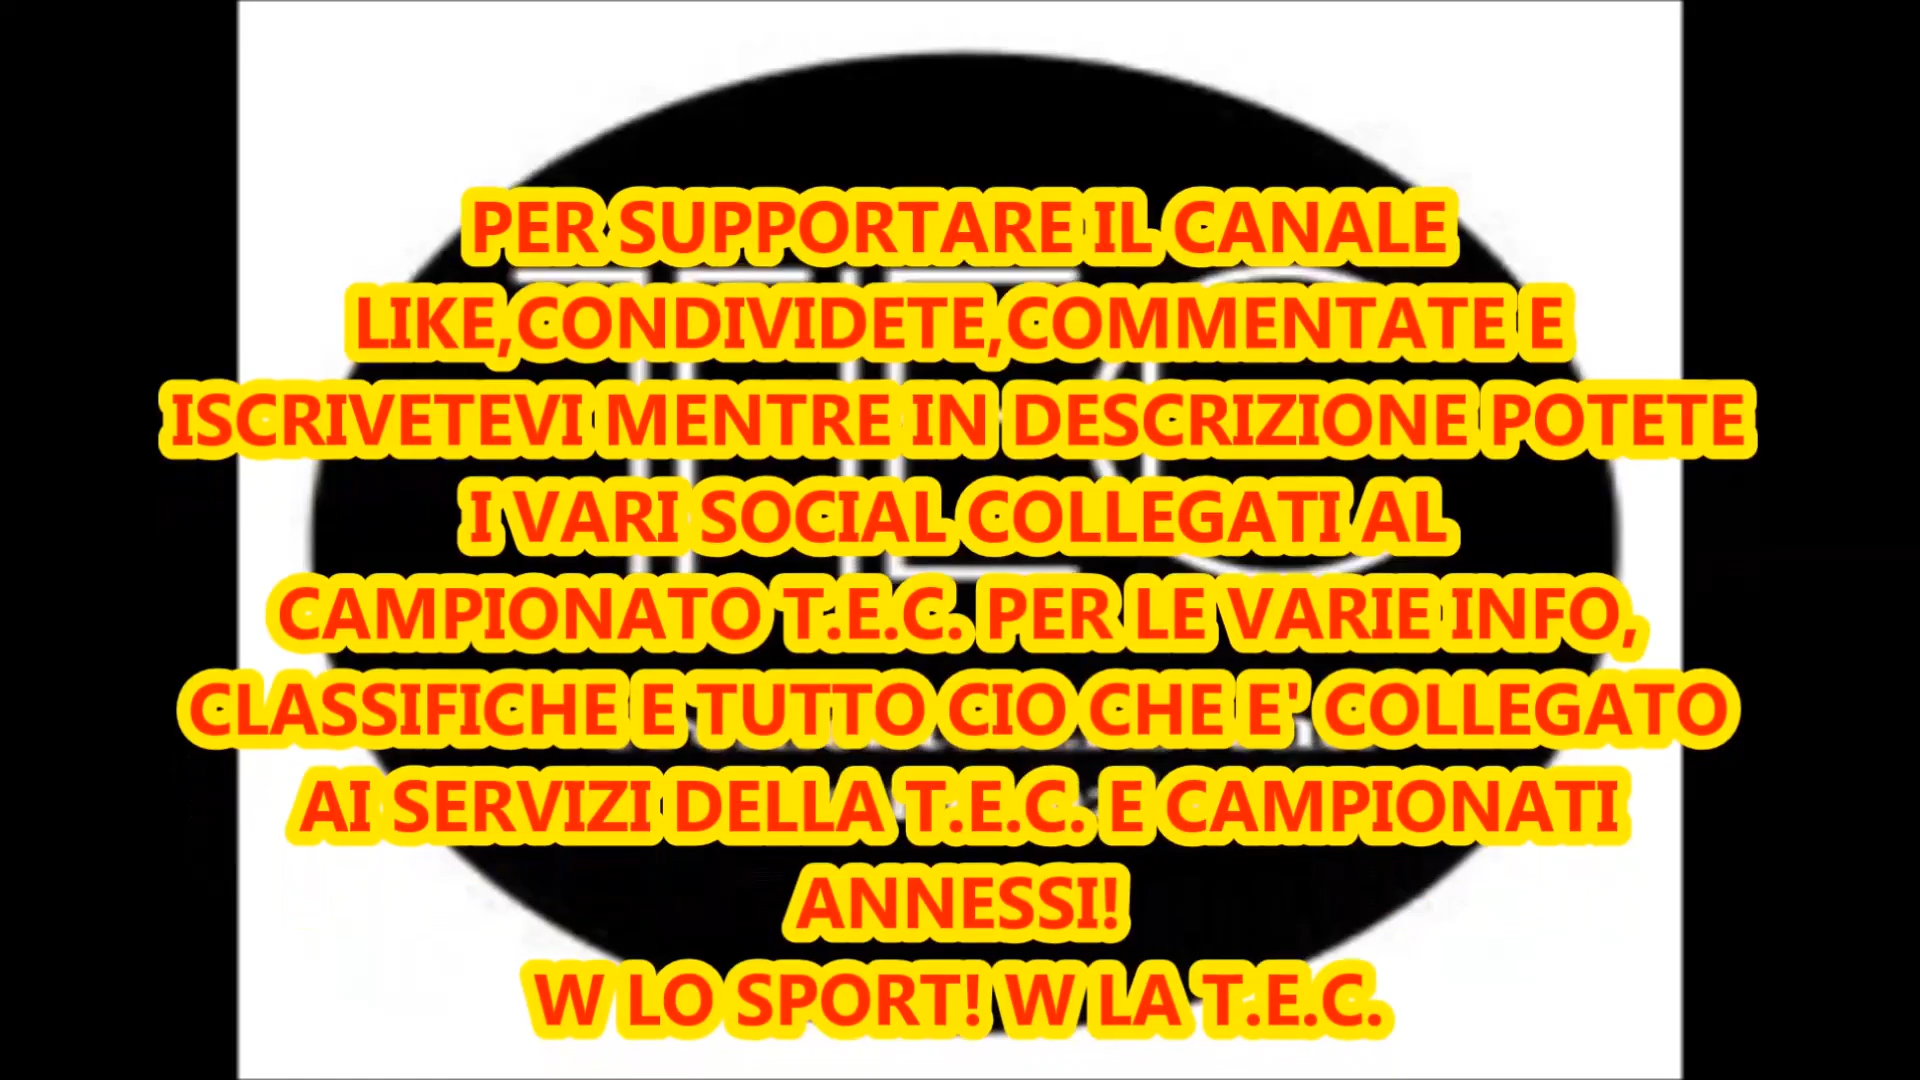 PER SUPPORTARE IL CANALE
LIKE,CONDIVIDETE,COMMENTATE E
ISCRIVETEVI MENTRE IN DESCRIZIONE POTETE
I VARI SOCIAL COLLEGATI AL
CAMPIONATO T.E.C. PER LE VARIE INFO,
CLASSIFICHE E TUTTO CIO CHE E' COLLEGATO
AI SERVIZI DELLA T.E.C. E CAMPIONATI
ANNESSI!
W LO SPORT! W LA T.E.C.